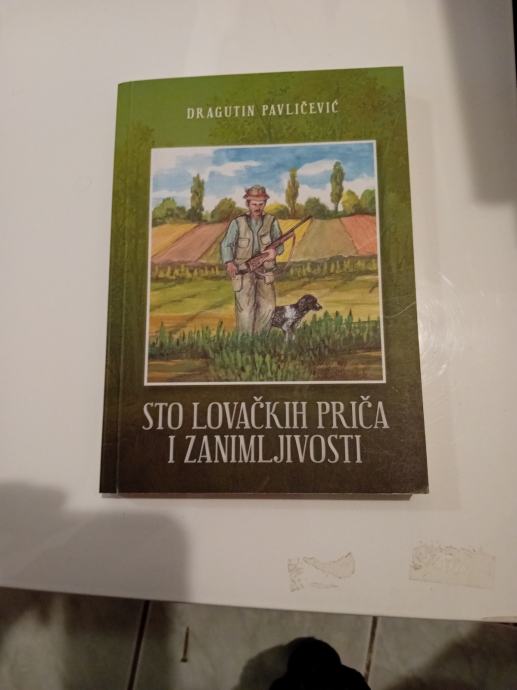 DRAGUTIN PAVLIČEVIĆ
STO LOVAČKIH PRIČA
I ZANIMLJIVOSTI